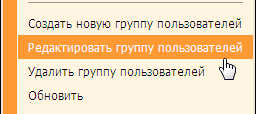 Создать новую группу пользователей
Редактировать группу пользователей
Удалить группу пользователей
Обновить